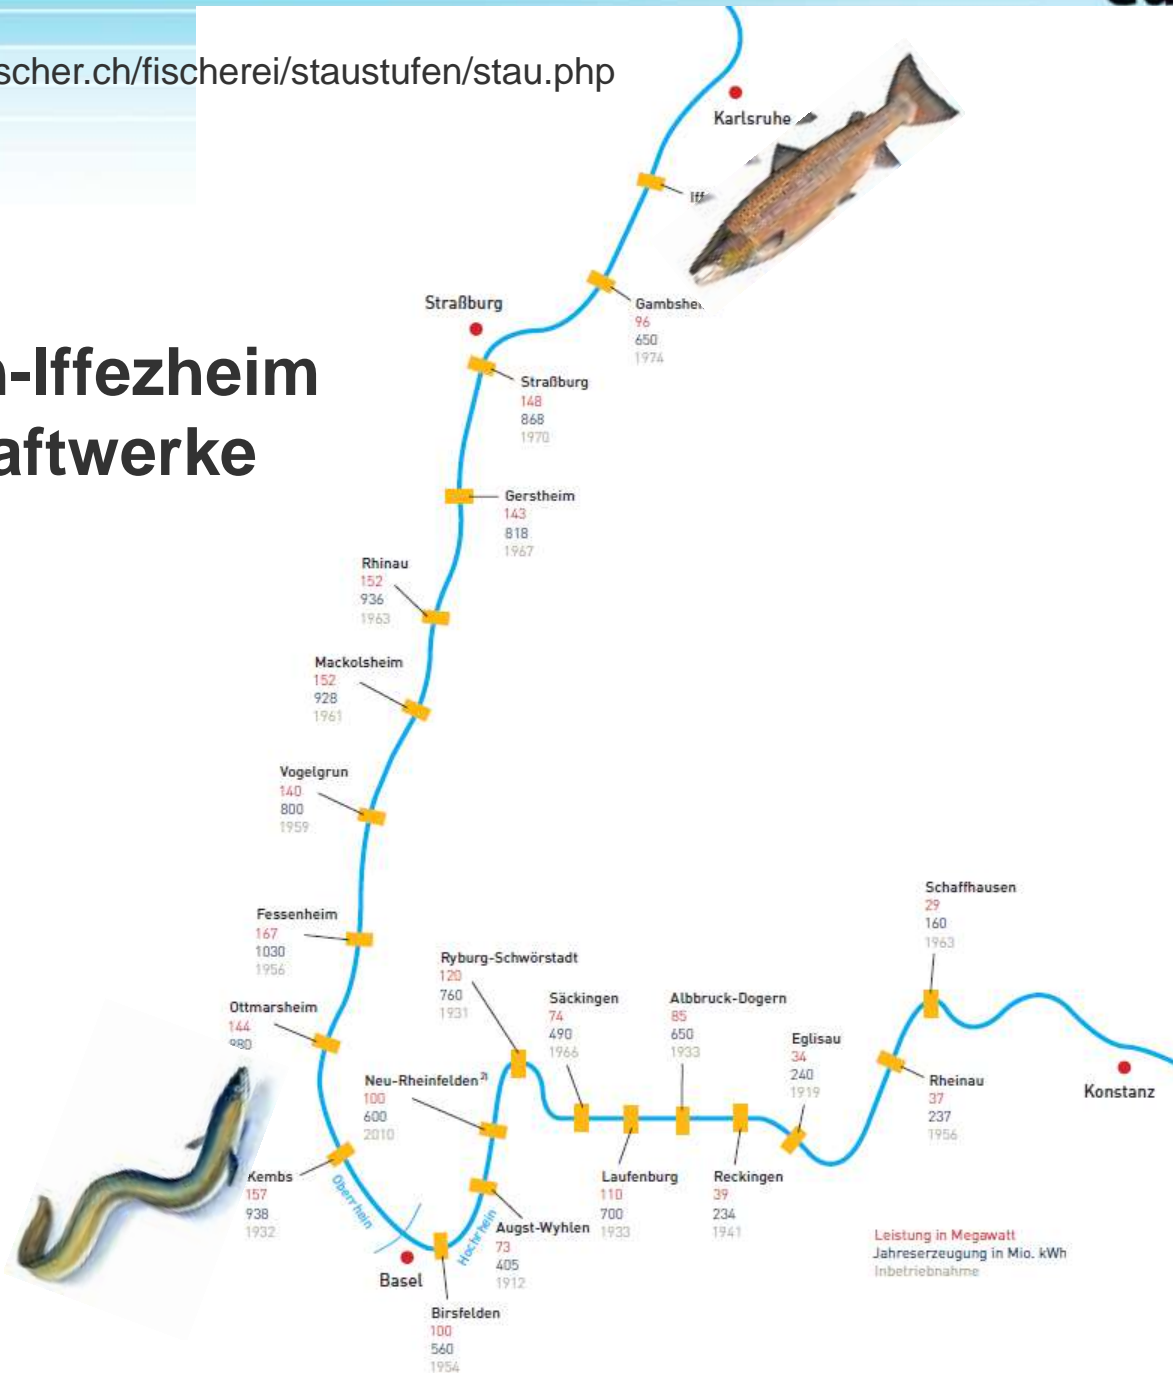 scher.ch/fischerei/staustufen/stau.php
Karlsruhe
Straßburg
96
650
1974
-Iffezheim
Straßburg
148
868
1970
aftwerke
Gerstheim
143
818
1967
Rhinau
152
936
1963
Mackolsheim
152
928
1961
Vogelgrun
140
800
1959
Fessenheim
167
1030
1956
Ottmarsheim
144
980
Kembs
157
938
1932
Oberrhein
Basel
Birsfelden
100
560
1954
Hochrhein
Augst-Wyhlen
73
405
1912
Neu-Rheinfelden 2)
100
600
2010
Ryburg-Schwörstadt
120
760
1931
Säckingen
74
490
1966
Laufenburg
110
700
1933
Albbruck-Dogern
85
650
1933
Reckingen
39
234
1941
Eglisau
34
240
1919
Rheinau
37
237
1956
Schaffhausen
29
160
1963
Konstanz
Leistung in Megawatt
Jahreserzeugung in Mio. kWh
Inbetriebnahme